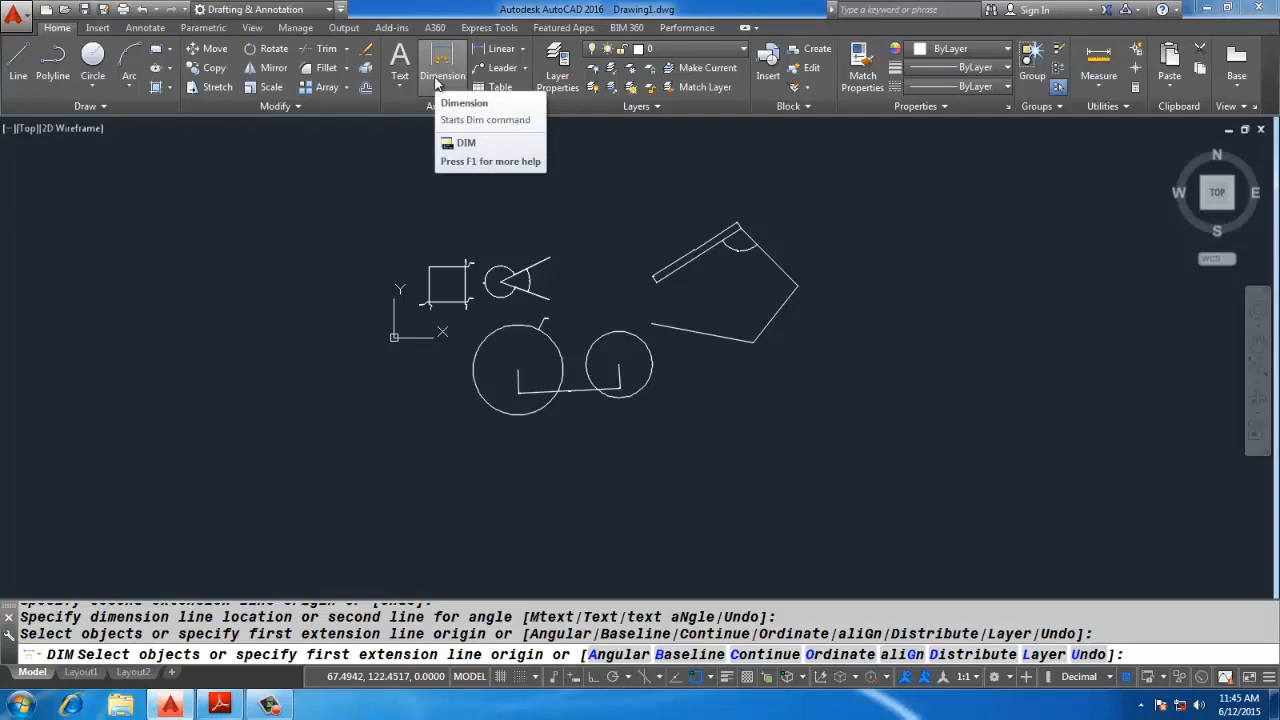 Drafting & Annotation
Autodesk AutoCAD 2016 Drawing1.dwg
Type a keyword or phrase
Sign In
Home Insert Annotate Parametric View Manage Output Add-ins A360 Express Tools Featured Apps BIM 360 Performance
Line
Polyline
Circle
Arc
Move
Copy
Stretch
Rotate
Mirror
Scale
Trim
Fillet
Array
A
Text
Dimension
Linear
Leader
Table
Layer
Properties
0
Make Current
Match Layer
Insert
Create
Edit
Match
Properties
ByLayer
ByLayer
ByLayer
Group
Measure
Paste
Base
Draw
Modify
Layers
Block
Properties
Groups
Utilities
Clipboard
View
[−][Top][2D Wireframe]
Dimension
Starts Dim command
DIM
Press F1 for more help
N
W
TOP
E
S
WCS
Y
X
Specify dimension line location or second line for angle [Mtext/Text/text aNgle/Undo]:
Select objects or specify first extension line origin or [Angular/Baseline/Continue/Ordinate/aliGn/Distribute/Layer/Undo]:
DIM Select objects or specify first extension line origin or [Angular Baseline Continue Ordinate aliGn Distribute Layer Undo]:
Model Layout1 Layout2 +
67.4942, 122.4517, 0.0000 MODEL
1:1
Decimal
11:45 AM
6/12/2015